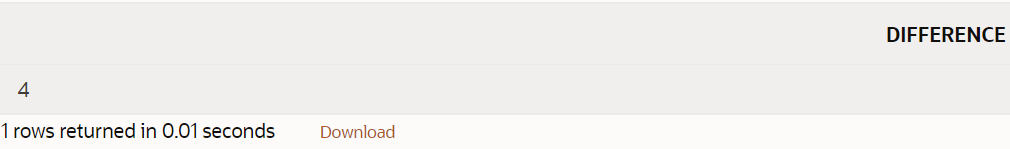 DIFFERENCE
4
1 rows returned in 0.01 seconds Download